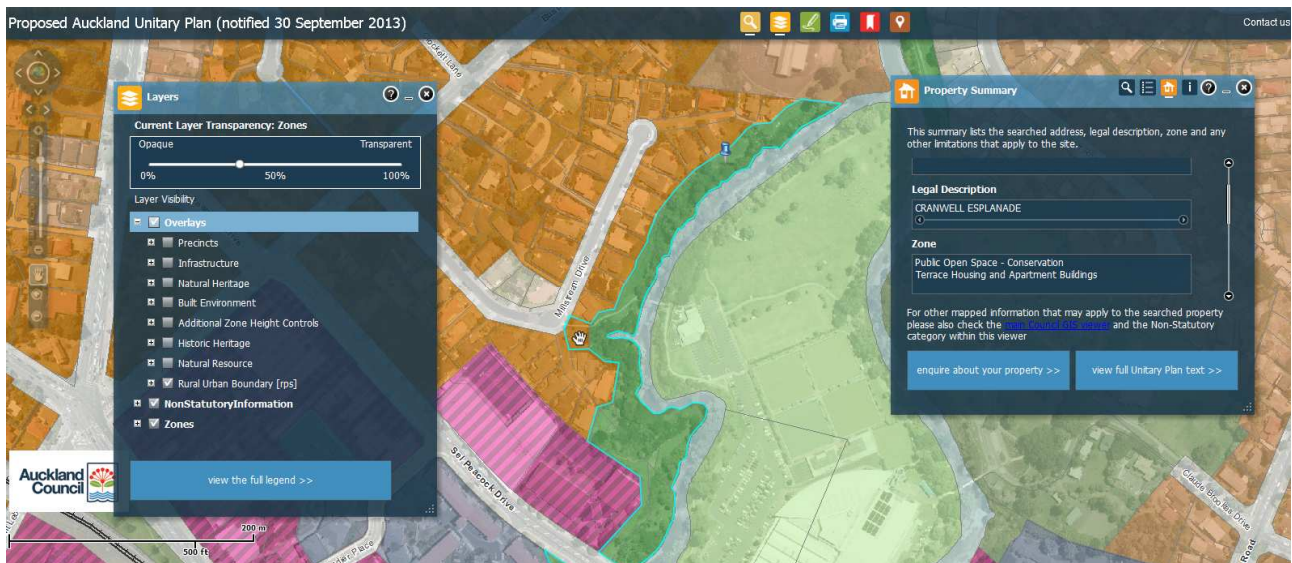 Proposed Auckland Unitary Plan (notified 30 September 2013)
Contact us
Layers
Current Layer Transparency: Zones
Opaque Transparent
0% 50% 100%
Layer Visibility
Overlays
Precincts
Infrastructure
Natural Heritage
Built Environment
Additional Zone Height Controls
Historic Heritage
Natural Resource
Rural Urban Boundary [rps]
NonStatutoryInformation
Zones
view the full legend >>
Auckland
Council
200 m
500 ft
Millstream Drive
Sel Peacock Drive
Property Summary
This summary lists the searched address, legal description, zone and any
other limitations that apply to the site.
Legal Description
CRANWELL ESPLANADE
Zone
Public Open Space - Conservation
Terrace Housing and Apartment Buildings
For other mapped information that may apply to the searched property
please also check the main Council GIS viewer and the Non-Statutory
category within this viewer
enquire about your property >>
view full Unitary Plan text >>
Road